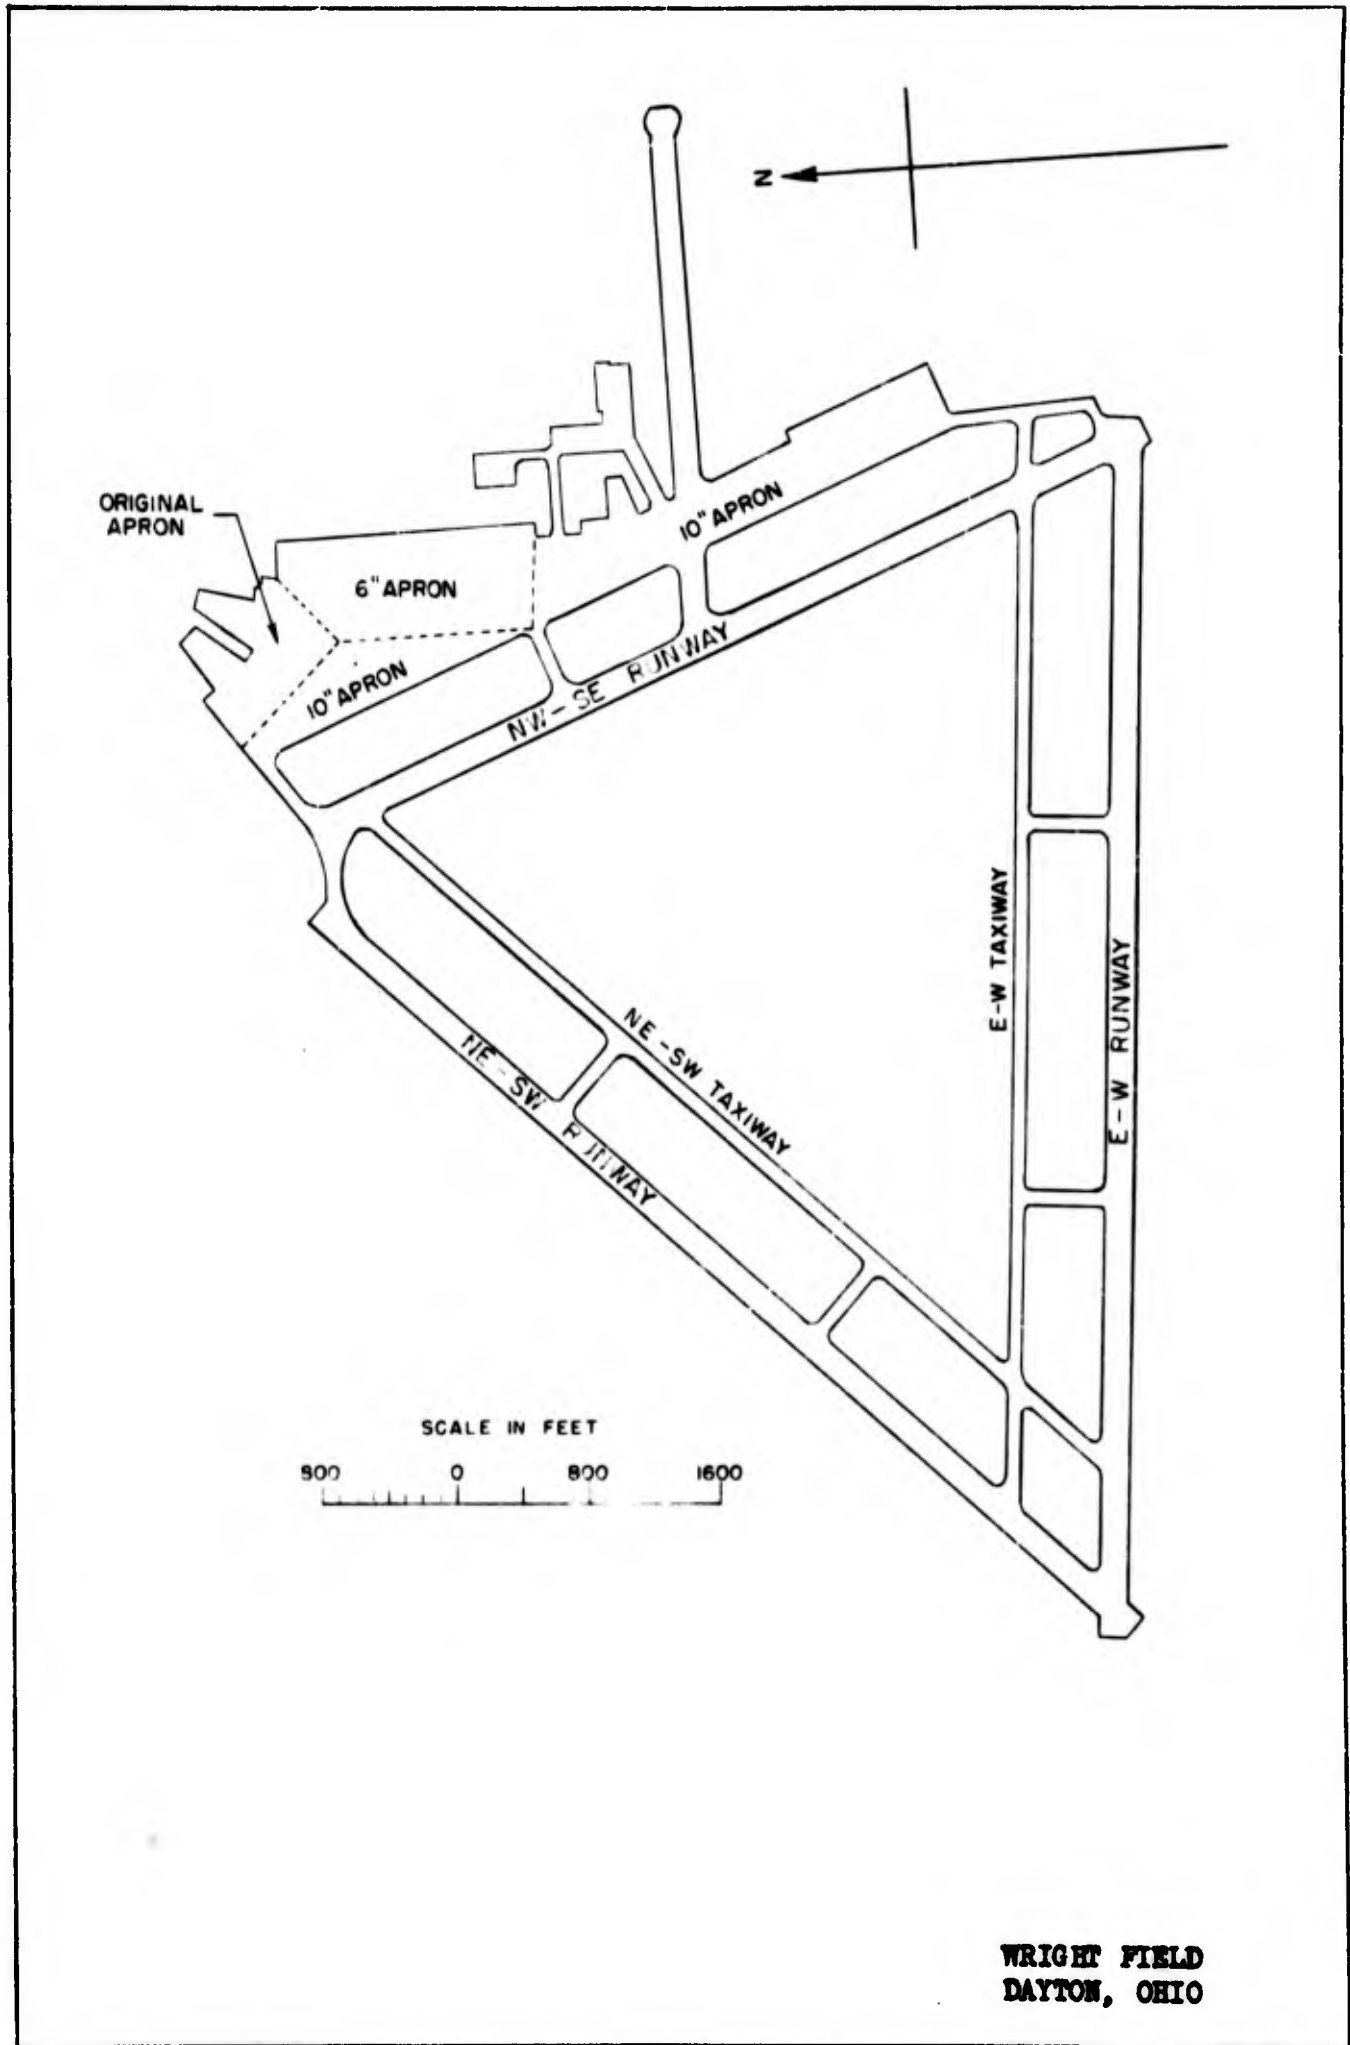 N
ORIGINAL
APRON
10" APRON
6" APRON
10" APRON
NW-SE RUNWAY
E-W TAXIWAY
E-W RUNWAY
NE-SW TAXIWAY
NE-SW RUNWAY
SCALE IN FEET
800 0 800 1600
WRIGHT FIELD
DAYTON, OHIO